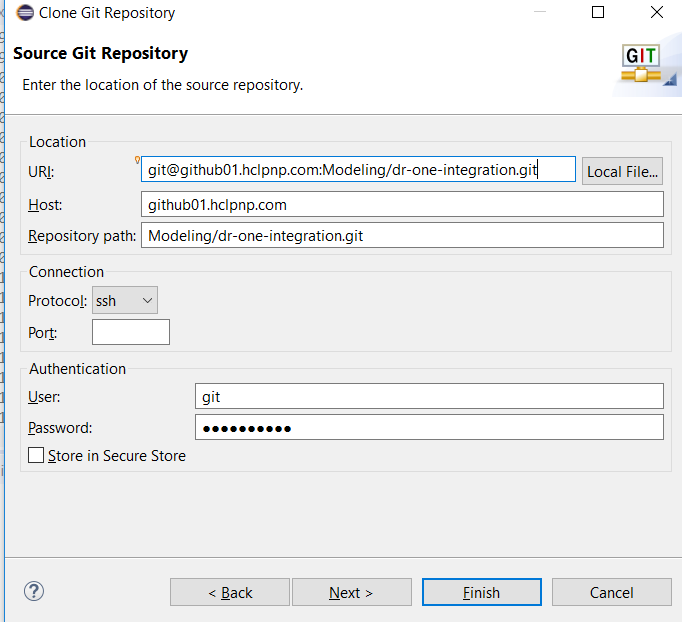 Clone Git Repository
Source Git Repository
Enter the location of the source repository.
GIT
Location
URI:
git@github01.hclpnp.com:Modeling/dr-one-integration.git
Local File...
Host:
github01.hclpnp.com
Repository path:
Modeling/dr-one-integration.git
Connection
Protocol:
ssh
Port:
Authentication
User:
git
Password:
●●●●●●●●●●
Store in Secure Store
?
< Back
Next >
Finish
Cancel